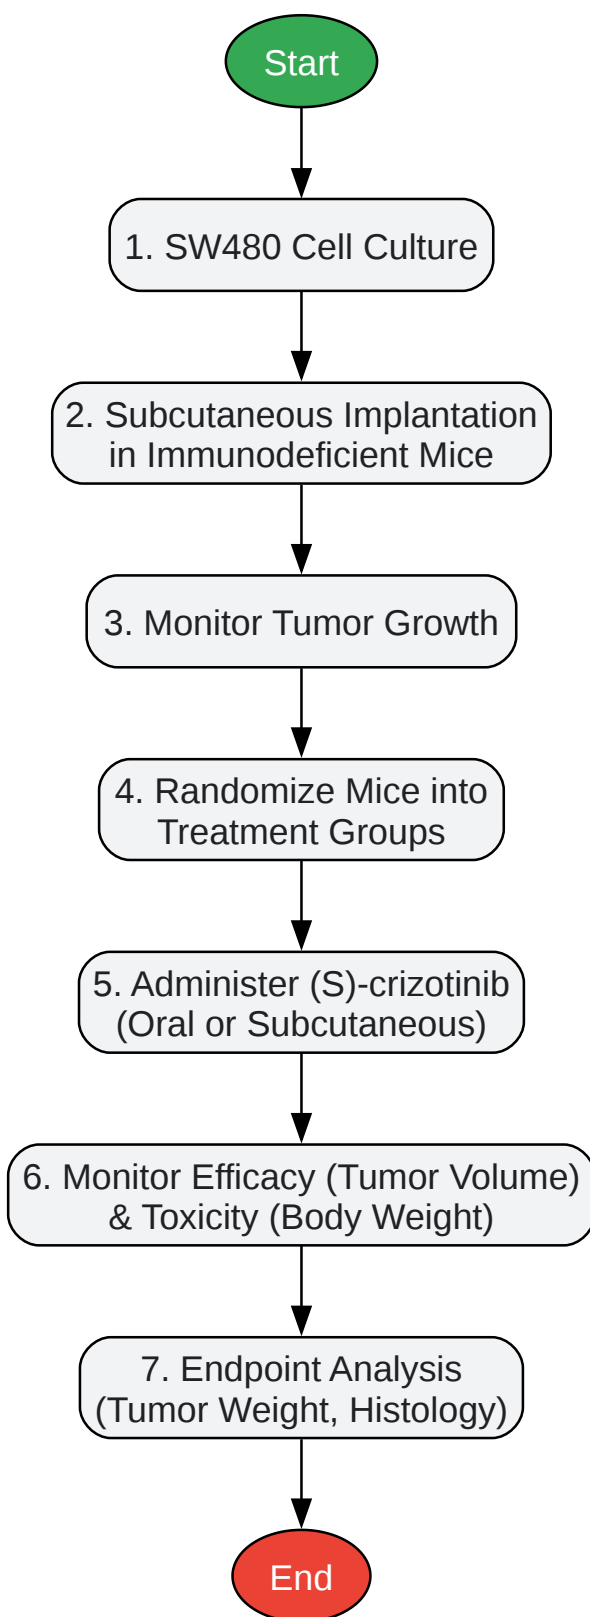 Start
1. SW480 Cell Culture
2. Subcutaneous Implantation
in Immunodeficient Mice
3. Monitor Tumor Growth
4. Randomize Mice into
Treatment Groups
5. Administer (S)-crizotinib
(Oral or Subcutaneous)
6. Monitor Efficacy (Tumor Volume)
& Toxicity (Body Weight)
7. Endpoint Analysis
(Tumor Weight, Histology)
End